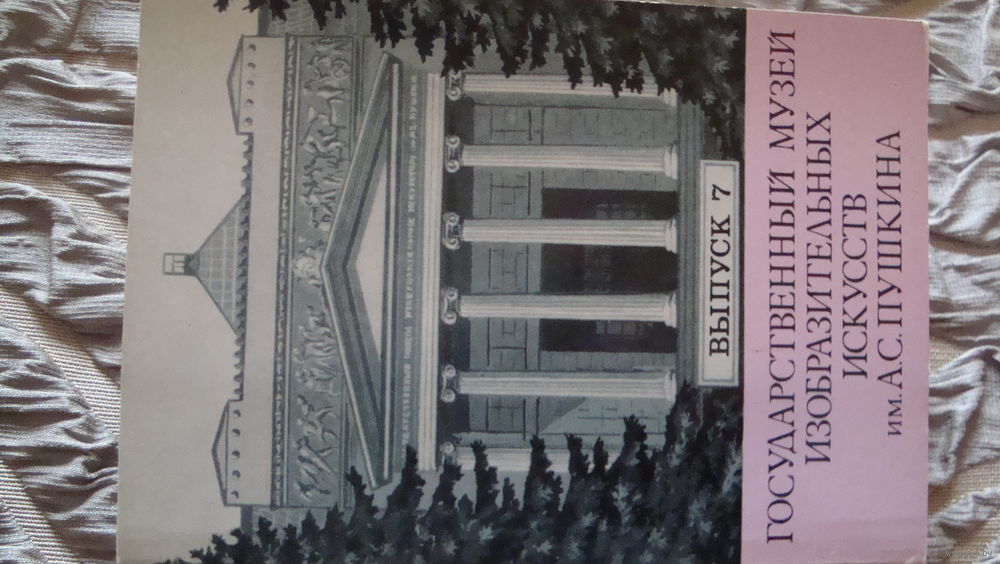 ВЫПУСК 7
ГОСУДАРСТВЕННЫЙ МУЗЕЙ
ИЗОБРАЗИТЕЛЬНЫХ
ИСКУССТВ
ИМ. А.С. ПУШКИНА